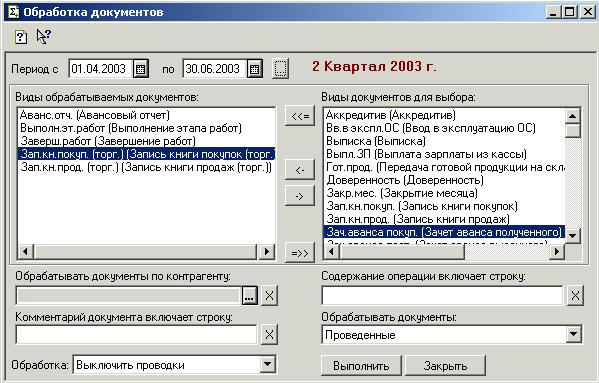 Обработка документов
Период с 01.04.2003 по 30.06.2003 2 Квартал 2003 г.
Виды обрабатываемых документов:
Аванс.отч. (Авансовый отчет)
Выполн.эт.работ (Выполнение этапа работ)
Заверш.работ (Завершение работ)
Зап.кн.покуп. (торг.) (Запись книги покупок (торг.
Зап.кн.прод. (торг.) (Запись книги продаж (торг.))
<<=
<-
->
=>>
Виды документов для выбора:
Аккредитив (Аккредитив)
Вв.в экспл.ОС (Ввод в эксплуатацию ОС)
Выписка (Выписка)
Выпл.ЗП (Выплата зарплаты из кассы)
Гот.прод. (Передача готовой продукции на скл
Доверенность (Доверенность)
Закр.мес. (Закрытие месяца)
Зап.кн.покуп. (Запись книги покупок)
Зап.кн.прод. (Запись книги продаж)
Зач.аванса покуп. (Зачет аванса полученного)
Обрабатывать документы по контрагенту:
... X
Содержание операции включает строку:
X
Комментарий документа включает строку:
X
Обрабатывать документы:
Проведенные
Обработка: Выключить проводки
Выполнить Закрыть